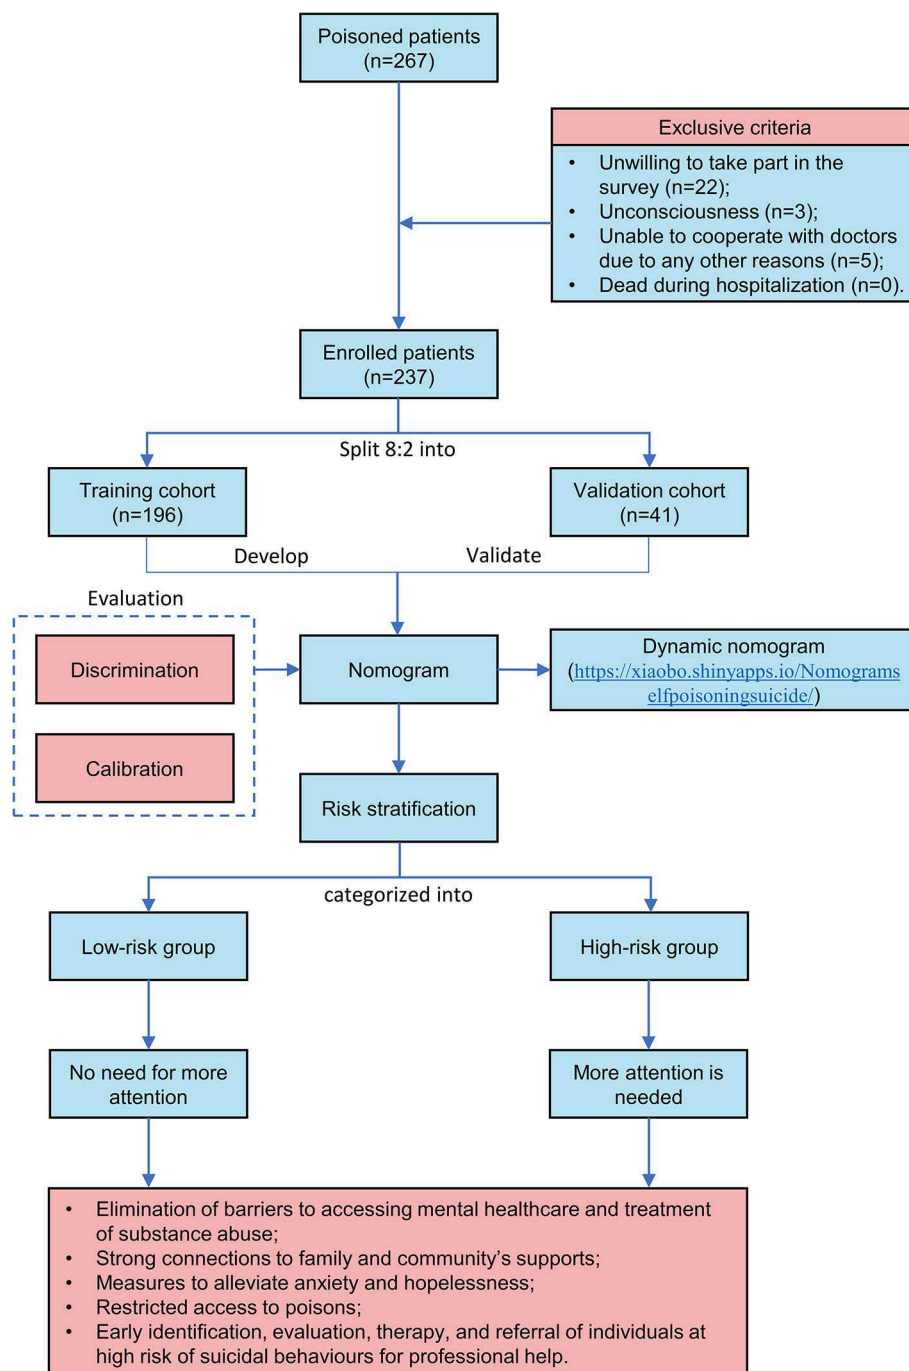 Poisoned patients
(n=267)
Exclusive criteria
• Unwilling to take part in the
survey (n=22);
• Unconsciousness (n=3);
• Unable to cooperate with doctors
due to any other reasons (n=5);
• Dead during hospitalization (n=0).
Enrolled patients
(n=237)
Split 8:2 into
Training cohort
(n=196)
Validation cohort
(n=41)
Develop
Validate
Evaluation
Discrimination
Calibration
Nomogram
Dynamic nomogram
(https://xiaobo.shinyapps.io/Nomograms
elfpoisoningsuicide/)
Risk stratification
categorized into
Low-risk group
High-risk group
No need for more
attention
More attention is
needed
• Elimination of barriers to accessing mental healthcare and treatment
of substance abuse;
• Strong connections to family and community’s supports;
• Measures to alleviate anxiety and hopelessness;
• Restricted access to poisons;
• Early identification, evaluation, therapy, and referral of individuals at
high risk of suicidal behaviours for professional help.